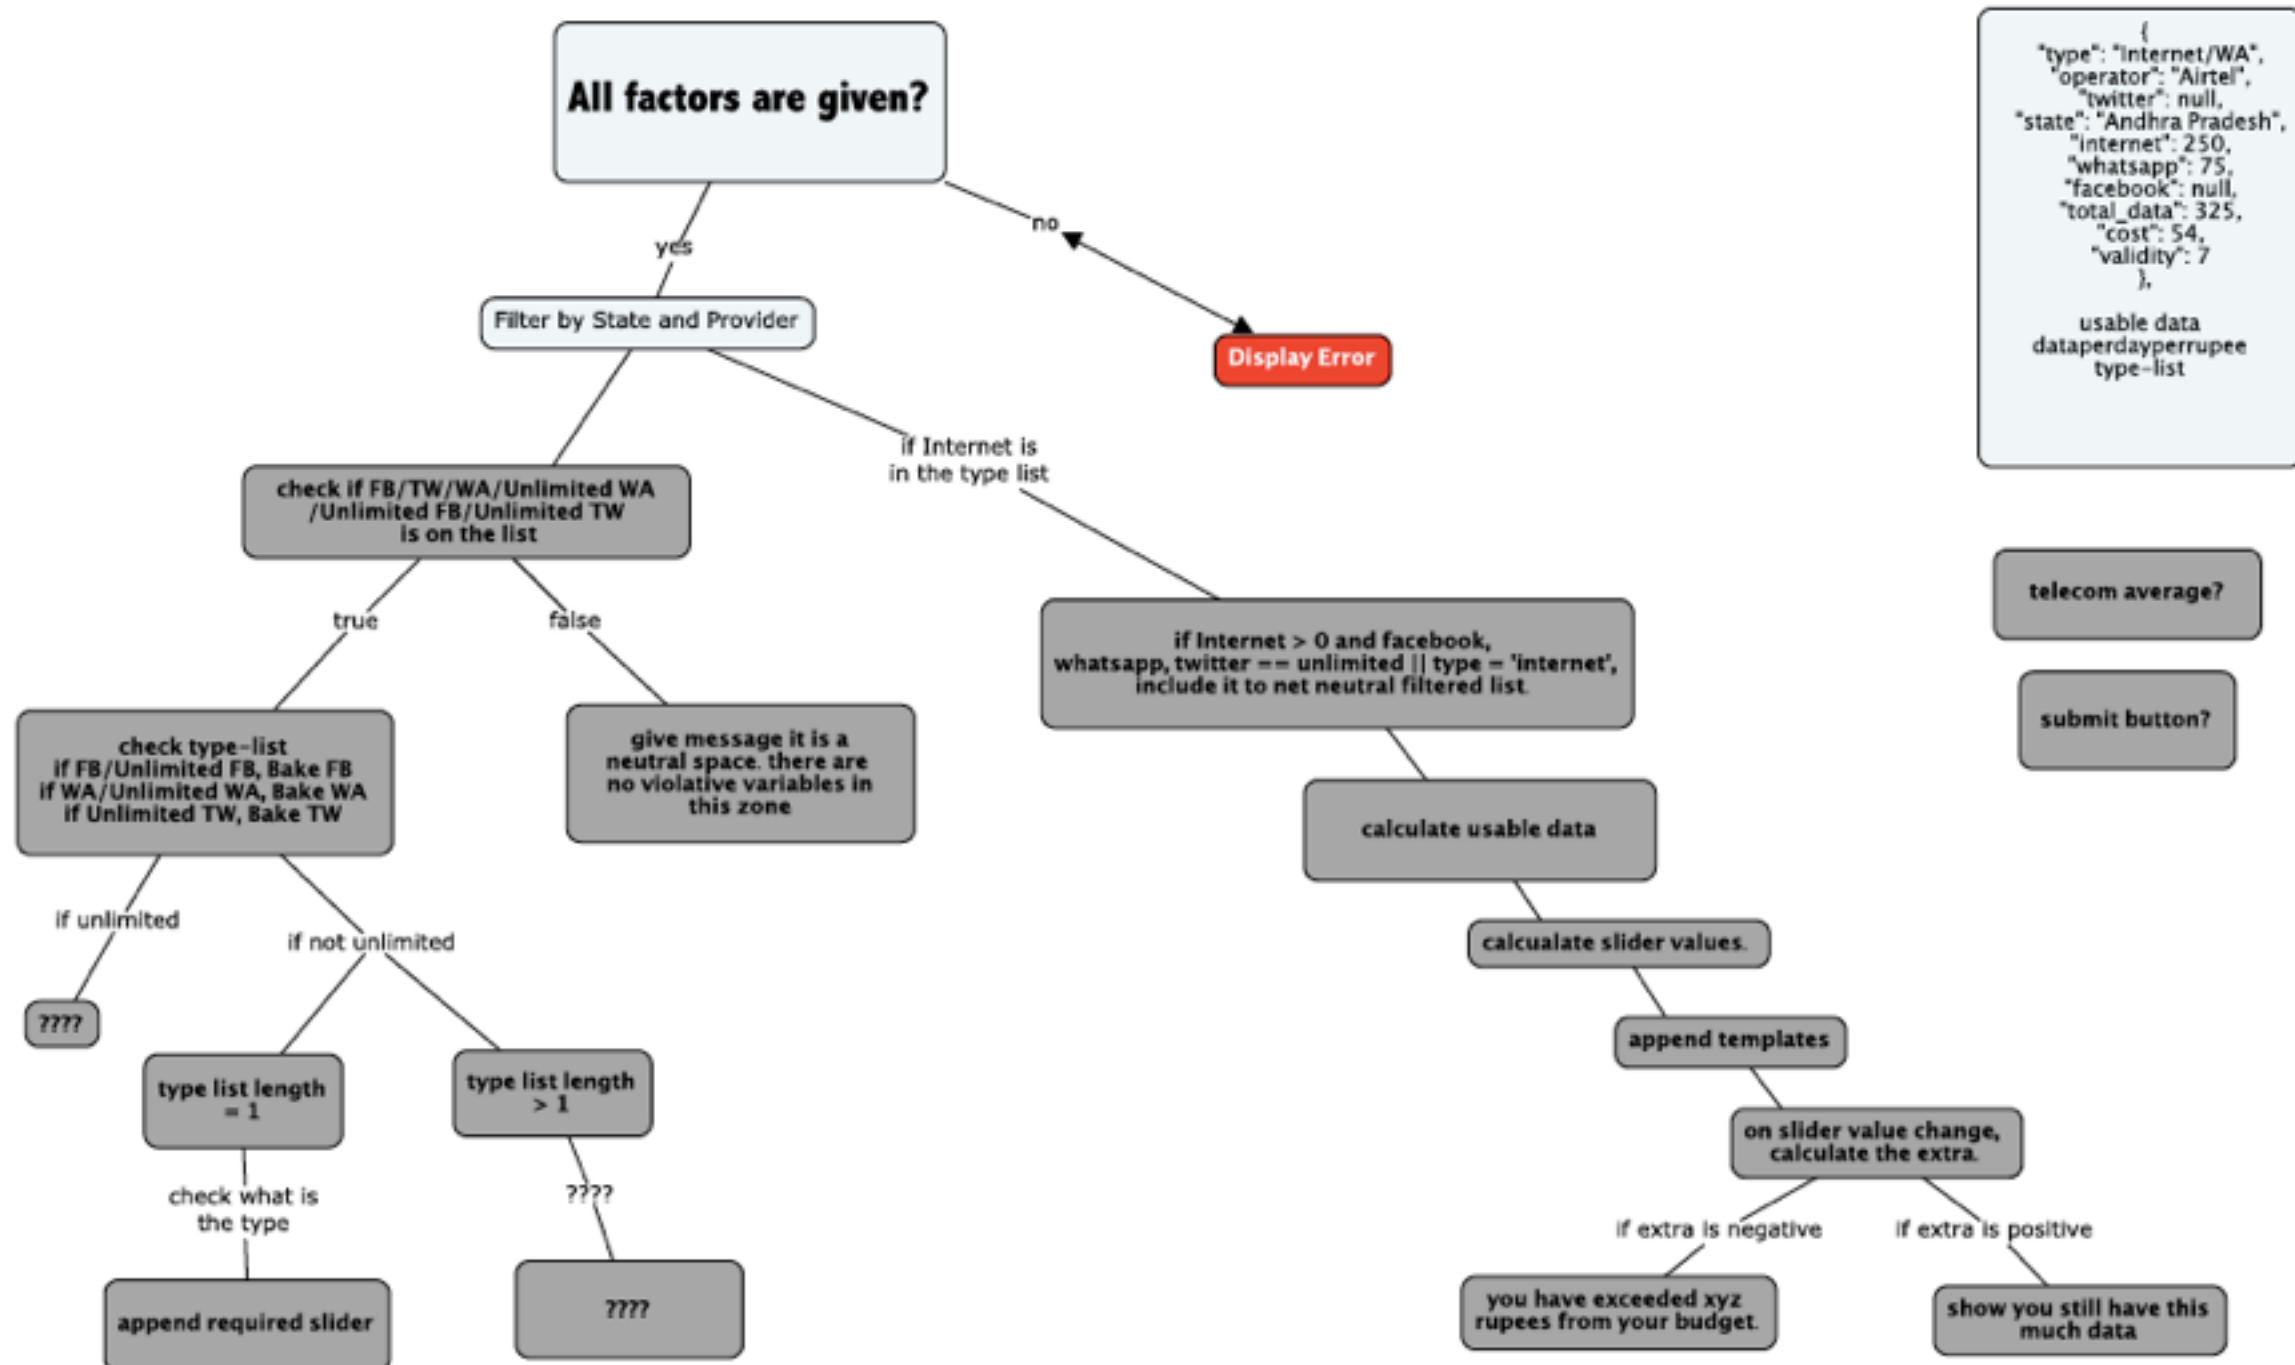 All factors are given?
yes
no
Filter by State and Provider
Display Error
if Internet is
in the type list
check if FB/TW/WA/Unlimited WA
/Unlimited FB/Unlimited TW
is on the list
true
false
check type-list
if FB/Unlimited FB, Bake FB
if WA/Unlimited WA, Bake WA
if Unlimited TW, Bake TW
give message it is a
neutral space. there are
no violative variables in
this zone
if unlimited
if not unlimited
????
type list length
= 1
type list length
> 1
check what is
the type
????
append required slider
????
if Internet > 0 and facebook,
whatsapp, twitter == unlimited || type = 'internet',
include it to net neutral filtered list.
calculate usable data
calcualate slider values.
append templates
on slider value change,
calculate the extra.
if extra is negative
if extra is positive
you have exceeded xyz
rupees from your budget.
show you still have this
much data
{
"type": "Internet/WA",
"operator": "Airtel",
"twitter": null,
"state": "Andhra Pradesh",
"internet": 250,
"whatsapp": 75,
"facebook": null,
"total_data": 325,
"cost": 54,
"validity": 7
},
usable data
dataperdayperrupee
type-list
telecom average?
submit button?